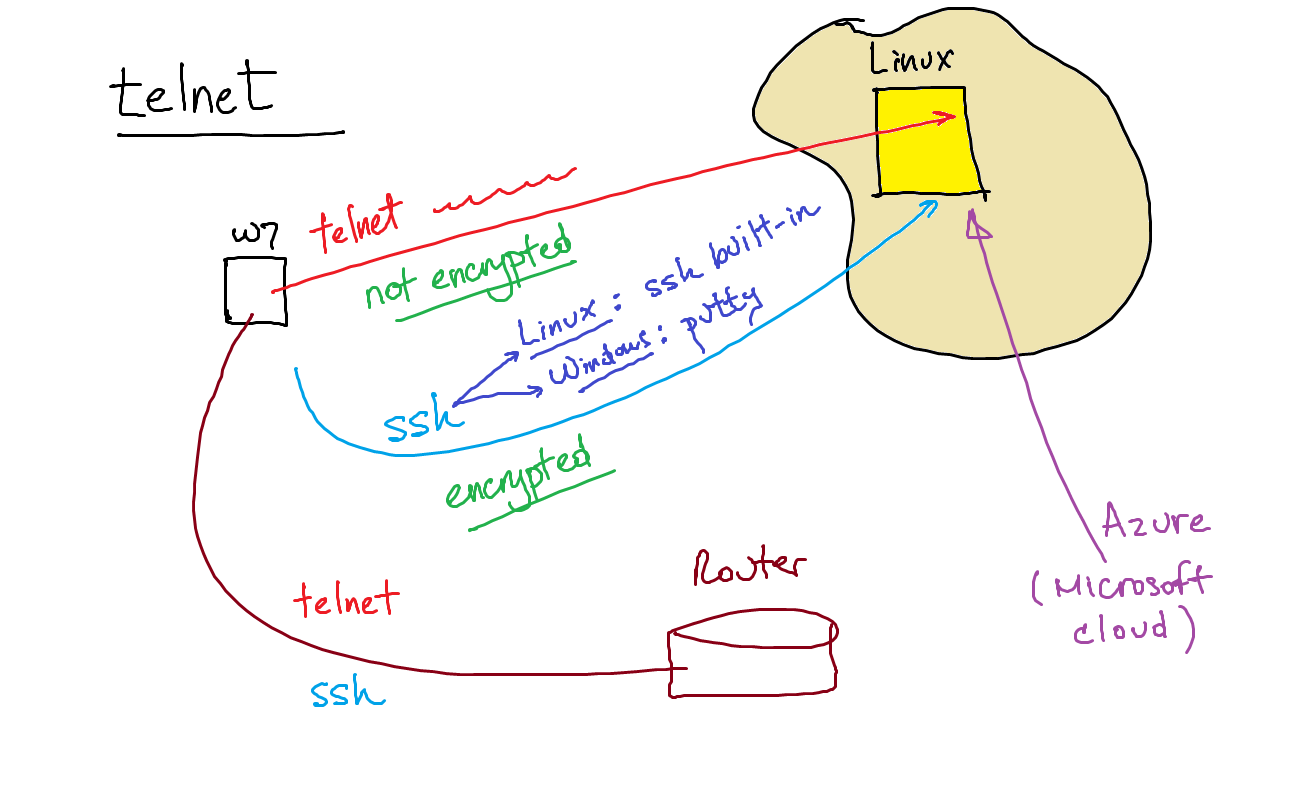 telnet
Linux
W7
telnet
not encrypted
Linux: ssh built-in
Windows: putty
ssh
encrypted
Azure
(Microsoft
cloud)
Router
telnet
ssh